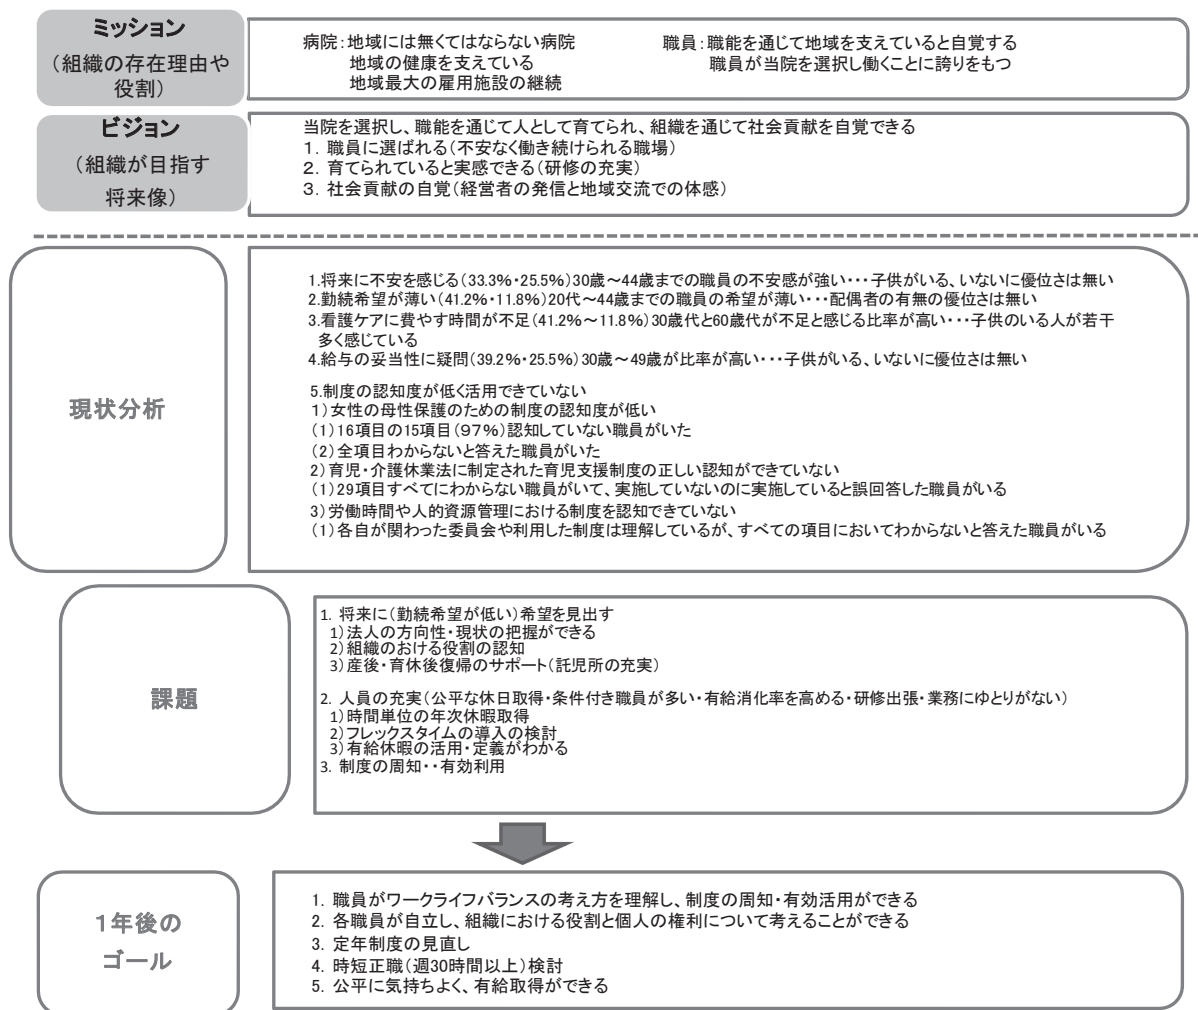 ミッション
(組織の存在理由や
役割)
病院：地域には無くてはならない病院
地域の健康を支えている
地域最大の雇用施設の継続
職員：職能を通じて地域を支えていると自覚する
職員が当院を選択し働くことに誇りをもつ
ビジョン
(組織が目指す
将来像)
当院を選択し、職能を通じて人として育てられ、組織を通じて社会貢献を自覚できる
1. 職員に選ばれる(不安なく働き続けられる職場)
2. 育てられていると実感できる(研修の充実)
3. 社会貢献の自覚(経営者の発信と地域交流での体感)
現状分析
1.将来に不安を感じる(33.3%・25.5%)30歳～44歳までの職員の不安感が強い・・・子供がいる、いないに優位さは無い
2.勤続希望が薄い(41.2%・11.8%)20代～44歳までの職員の希望が薄い・・・配偶者の有無の優位さは無い
3.看護ケアに費やす時間が不足(41.2%～11.8%)30歳代と60歳代が不足と感じる比率が高い・・・子供のいる人が若干
多く感じている
4.給与の妥当性に疑問(39.2%・25.5%)30歳～49歳が比率が高い・・・子供がいる、いないに優位さは無い
5.制度の認知度が低く活用できていない
1)女性の母性保護のための制度の認知度が低い
(1)16項目の15項目(97%)認知していない職員がいた
(2)全項目わからないと答えた職員がいた
2)育児・介護休業法に制定された育児支援制度の正しい認知ができていない
(1)29項目すべてにわからない職員がいて、実施していないのに実施していると誤回答した職員がいる
3)労働時間や人的資源管理における制度を認知できていない
(1)各自が関わった委員会や利用した制度は理解しているが、すべての項目においてわからないと答えた職員がいる
課題
1. 将来に(勤続希望が低い)希望を見出す
1)法人の方向性・現状の把握ができる
2)組織のおける役割の認知
3)産後・育休後復帰のサポート(託児所の充実)
2. 人員の充実(公平な休日取得・条件付き職員が多い・有給消化率を高める・研修出張・業務にゆとりがない)
1)時間単位の年次休暇取得
2)フレックスタイムの導入の検討
3)有給休暇の活用・定義がわかる
3. 制度の周知・・有効利用
1年後の
ゴール
1. 職員がワークライフバランスの考え方を理解し、制度の周知・有効活用ができる
2. 各職員が自立し、組織における役割と個人の権利について考えることができる
3. 定年制度の見直し
4. 時短正職(週30時間以上)検討
5. 公平に気持ちよく、有給取得ができる